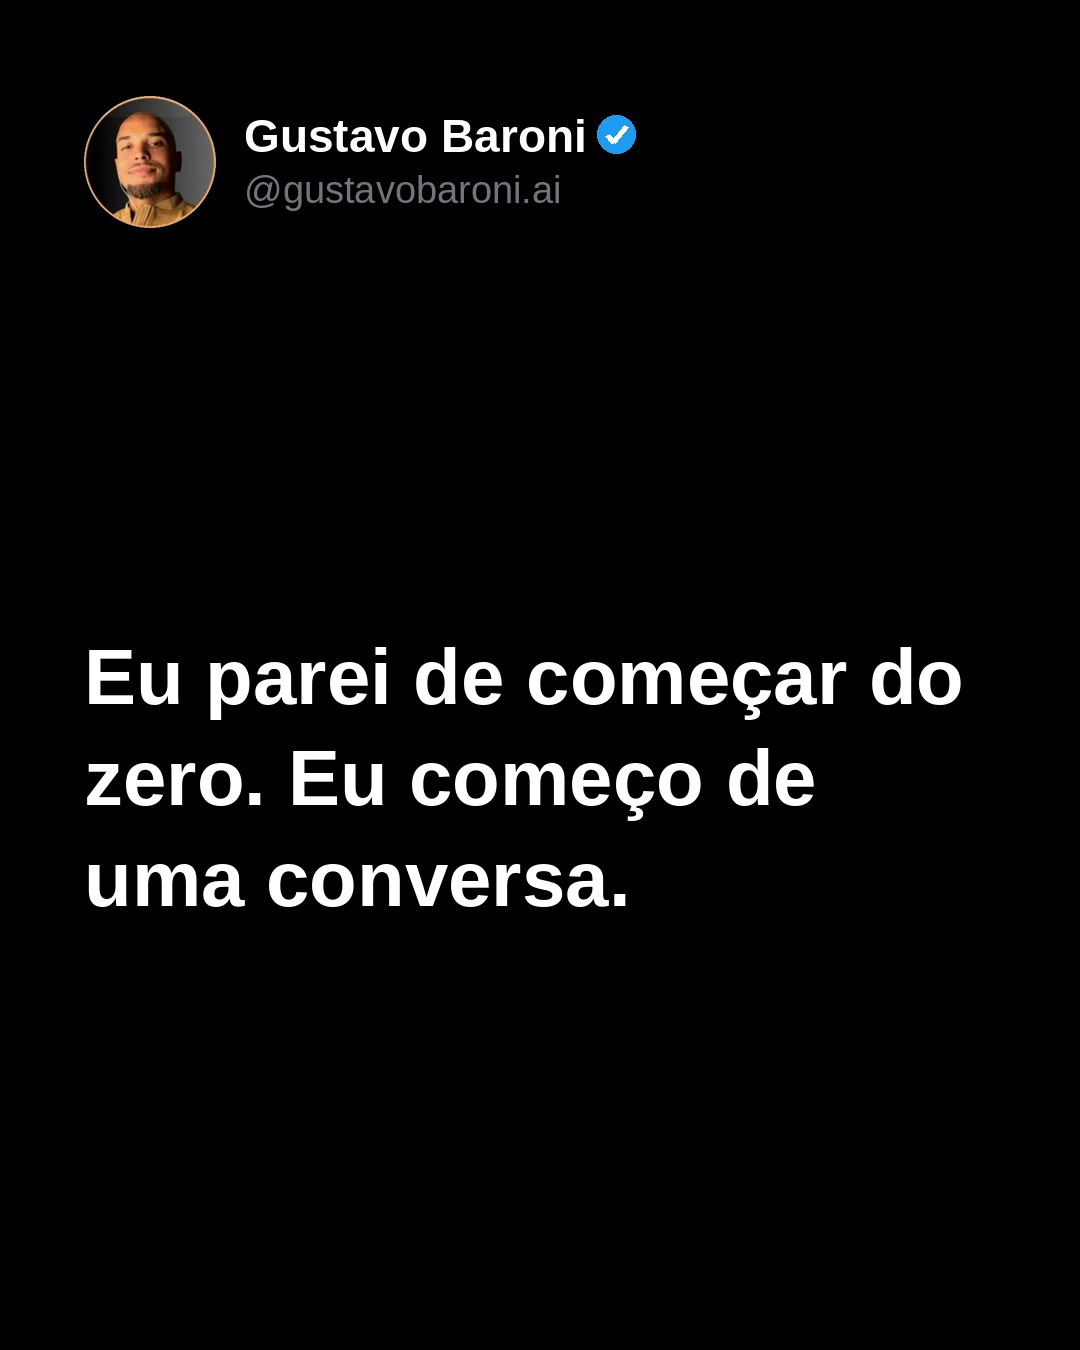 Gustavo Baroni
@gustavobaroni.ai
Eu parei de começar do
zero. Eu começo de
uma conversa.